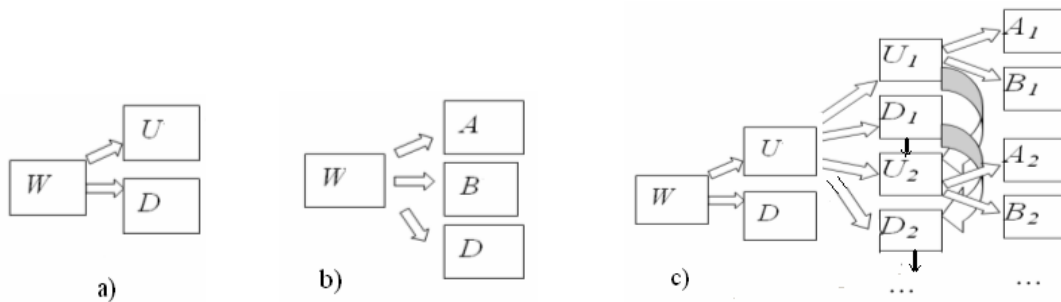 U
W
D
a)
A
W
B
D
b)
U
W
D
U₁
D₁
U₂
D₂
...
A₁
B₁
A₂
B₂
...
c)